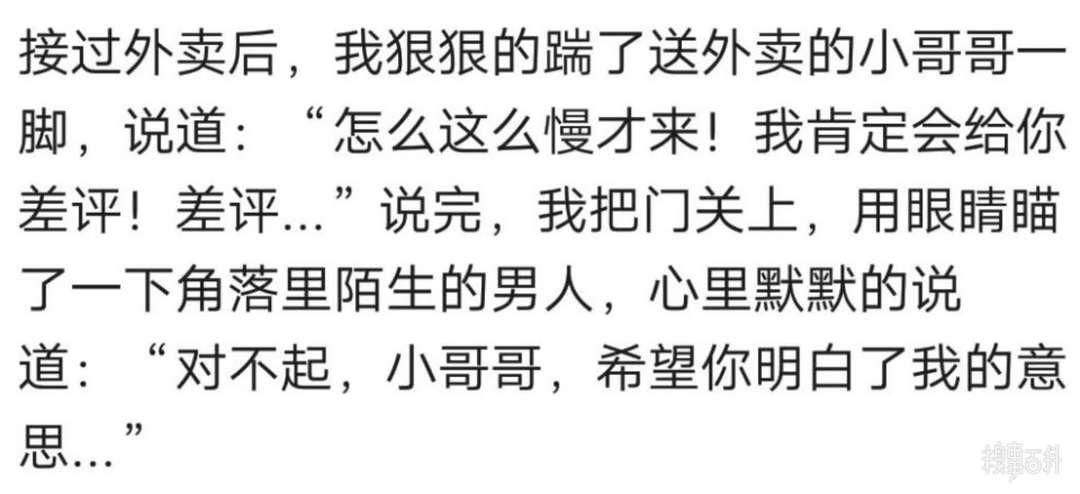 接过外卖后，我狠狠的踹了送外卖的小哥哥一
脚，说道：“怎么这么慢才来！我肯定会给你
差评！差评...”说完，我把门关上，用眼睛瞄
了一下角落里陌生的男人，心里默默的说
道：“对不起，小哥哥，希望你明白了我的意
思...”